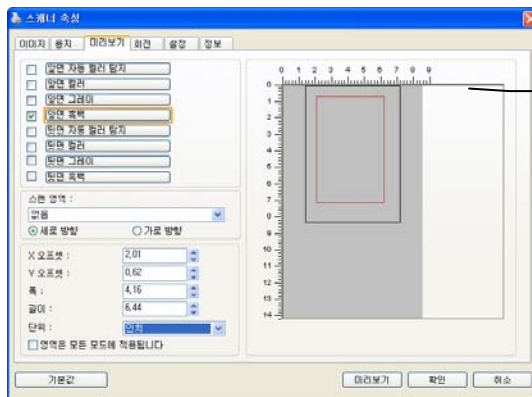 스캐너 속성
이미지 용지 미리보기 회전 설정 정보
앞면 자동 컬러 탐지
앞면 컬러
앞면 그레이
앞면 흑백
뒷면 자동 컬러 탐지
뒷면 컬러
뒷면 그레이
뒷면 흑백
스캔 영역 :
없음
세로 방향 가로 방향
X 오프셋 : 2,01
Y 오프셋 : 0,62
폭 : 4,16
길이 : 6,44
단위 : 인치
영역은 모든 모드에 적용됩니다
0 1 2 3 4 5 6 7 8 9
0
1
2
3
4
5
6
7
8
9
10
11
12
13
14
기본값 미리보기 확인 취소